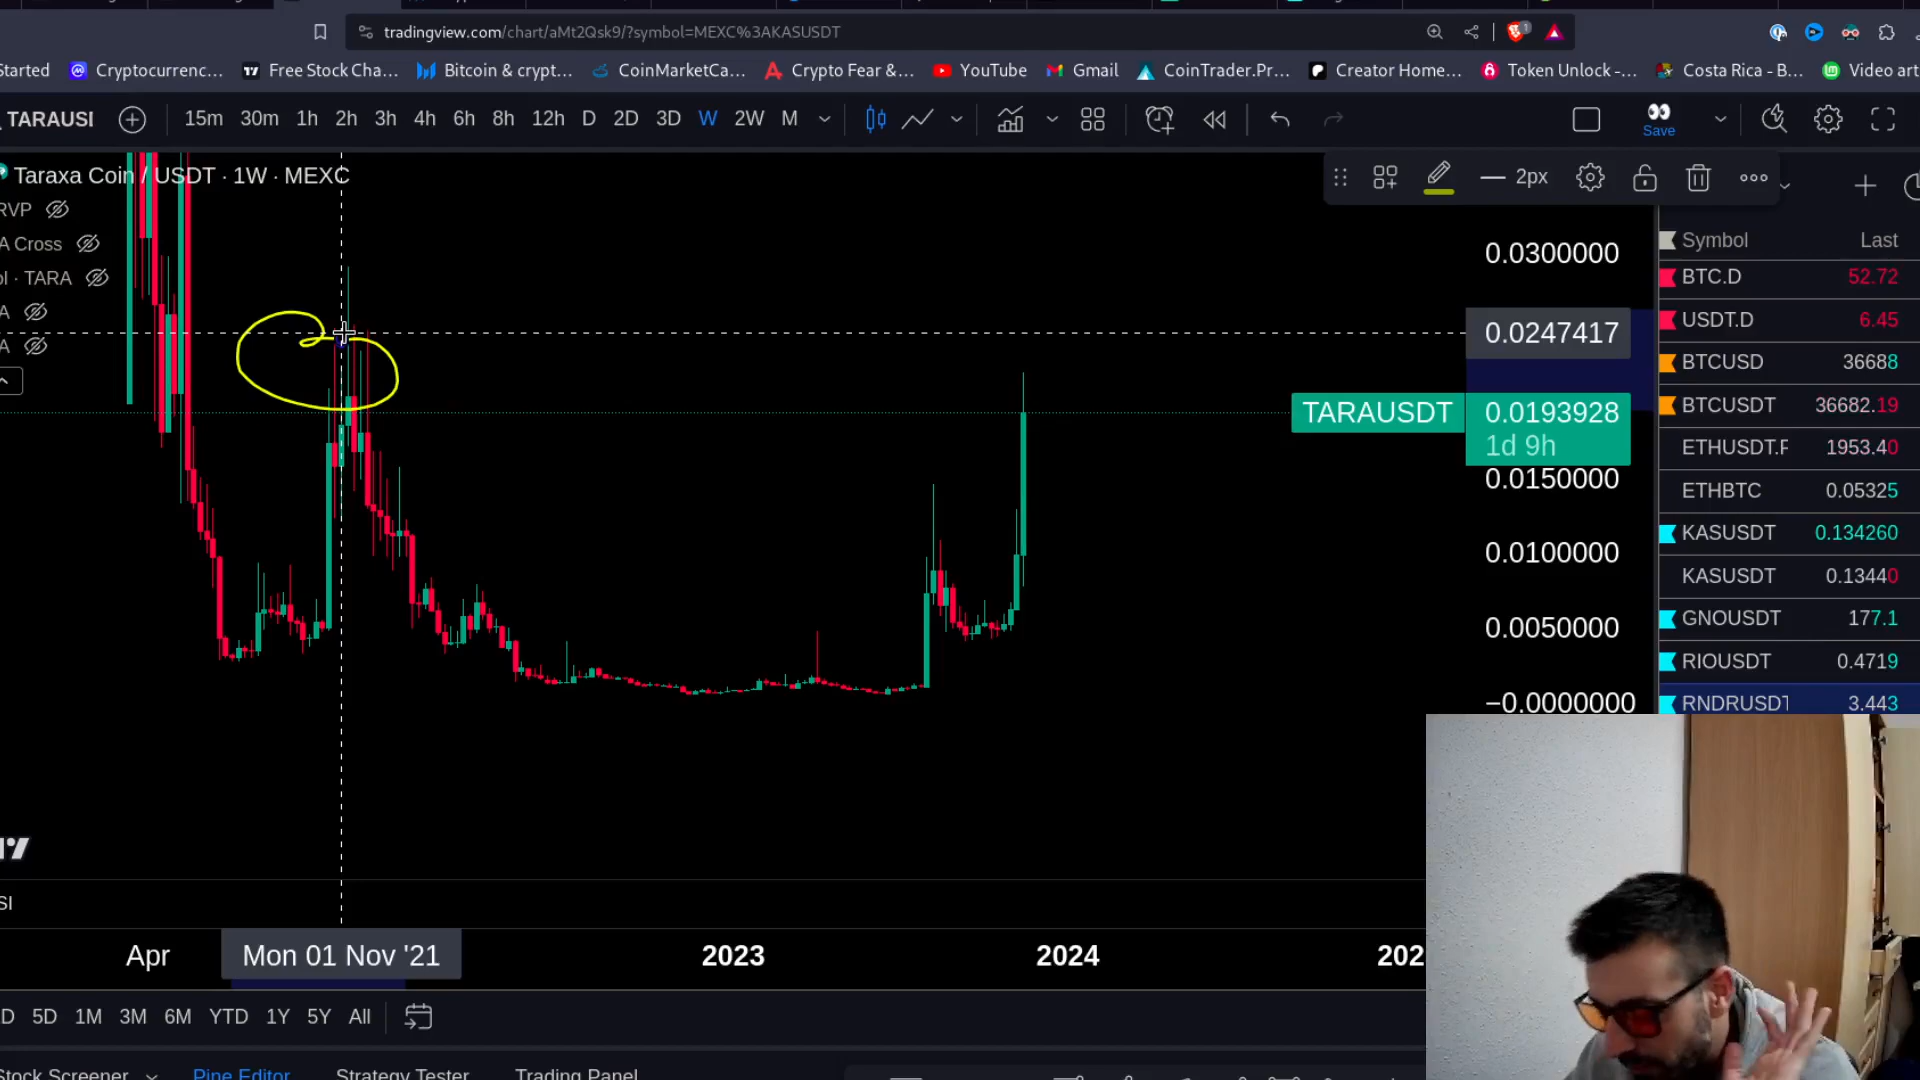 tradingview.com/chart/aMt2Qsk9/?symbol=MEXC%3AKASUSDT
1
Started Cryptocurrenc... Free Stock Cha... Bitcoin & crypt... CoinMarketCa... Crypto Fear &... YouTube Gmail CoinTrader.Pr... Creator Home... Token Unlock -... Costa Rica - B... Video art
TARAUSI 15m 30m 1h 2h 3h 4h 6h 8h 12h D 2D 3D W 2W M Save
Taraxa Coin / USDT · 1W · MEXC
2px
RVP
A Cross
ol · TARA
A
A
0.0300000
0.0247417
TARAUSDT 0.0193928
1d 9h
0.0150000
0.0100000
0.0050000
−0.0000000
Symbol Last
BTC.D 52.72
USDT.D 6.45
BTCUSD 36688
BTCUSDT 36682.19
ETHUSDT.F 1953.40
ETHBTC 0.05325
KASUSDT 0.134260
KASUSDT 0.13440
GNOUSDT 177.1
RIOUSDT 0.4719
RNDRUSDT 3.443
SI
Apr Mon 01 Nov '21 2023 2024 202
D 5D 1M 3M 6M YTD 1Y 5Y All
Stock Screener Pine Editor Strategy Tester Trading Panel